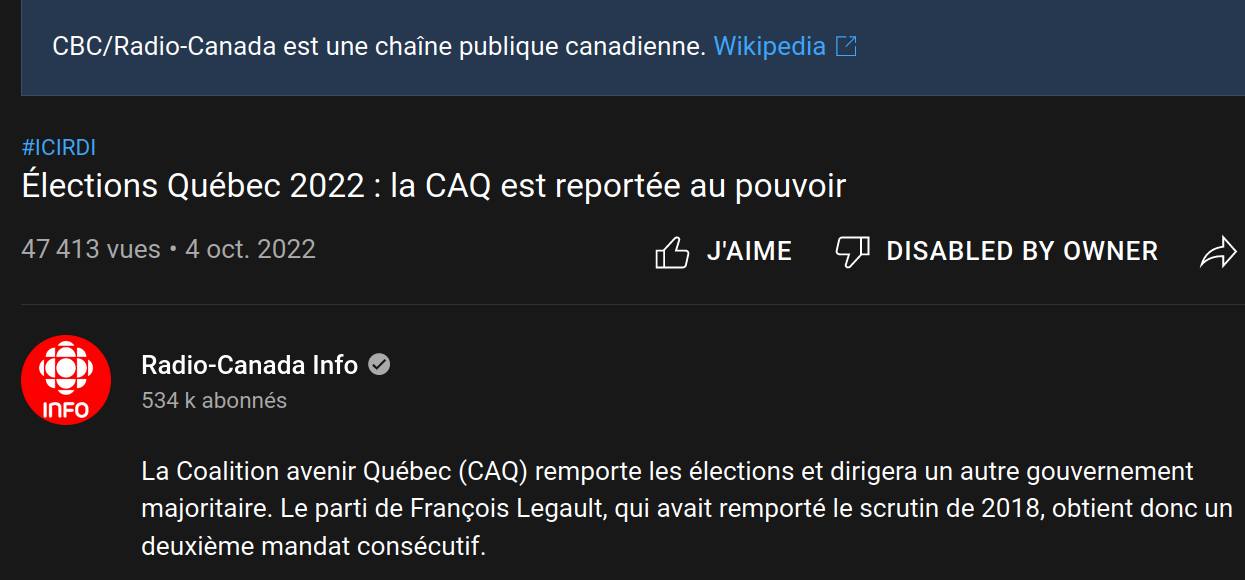 CBC/Radio-Canada est une chaîne publique canadienne. Wikipedia
#ICIRDI
Élections Québec 2022 : la CAQ est reportée au pouvoir
47 413 vues • 4 oct. 2022 J'AIME DISABLED BY OWNER
Radio-Canada Info
534 k abonnés
INFO
La Coalition avenir Québec (CAQ) remporte les élections et dirigera un autre gouvernement
majoritaire. Le parti de François Legault, qui avait remporté le scrutin de 2018, obtient donc un
deuxième mandat consécutif.